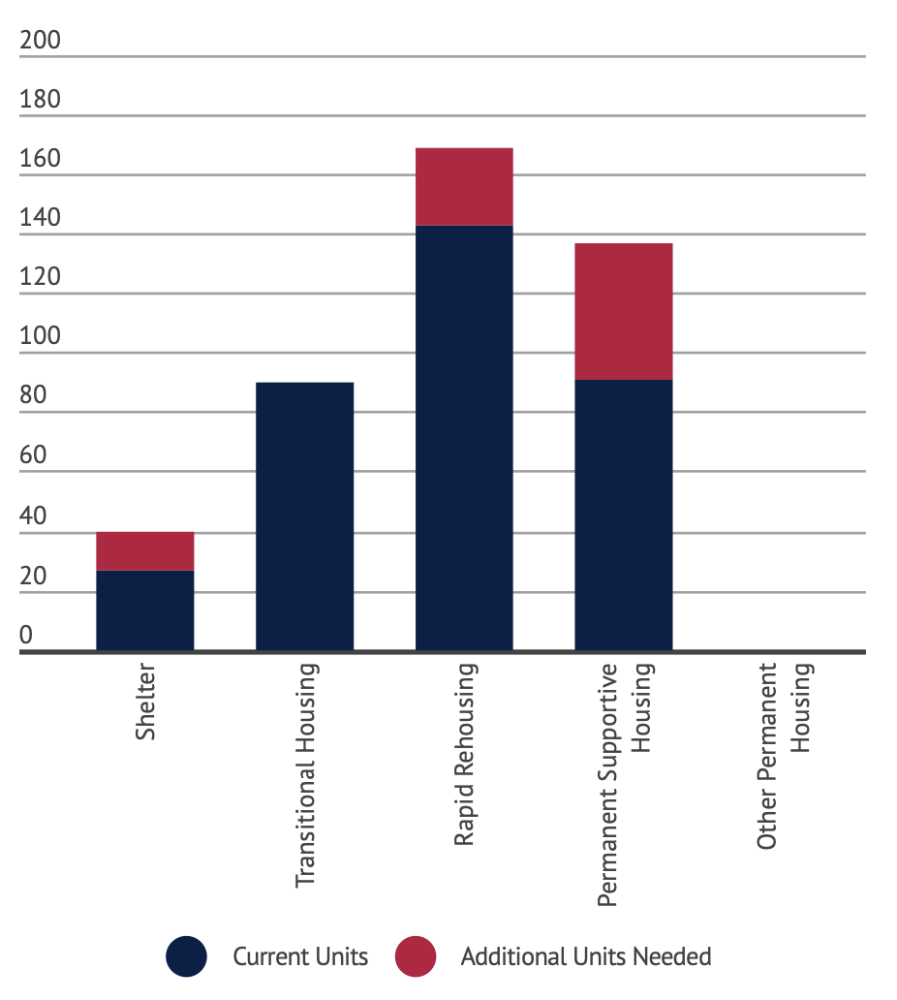 200
180
160
140
120
100
80
60
40
20
0
Shelter
Transitional Housing
Rapid Rehousing
Permanent Supportive
Housing
Other Permanent
Housing
Current Units
Additional Units Needed